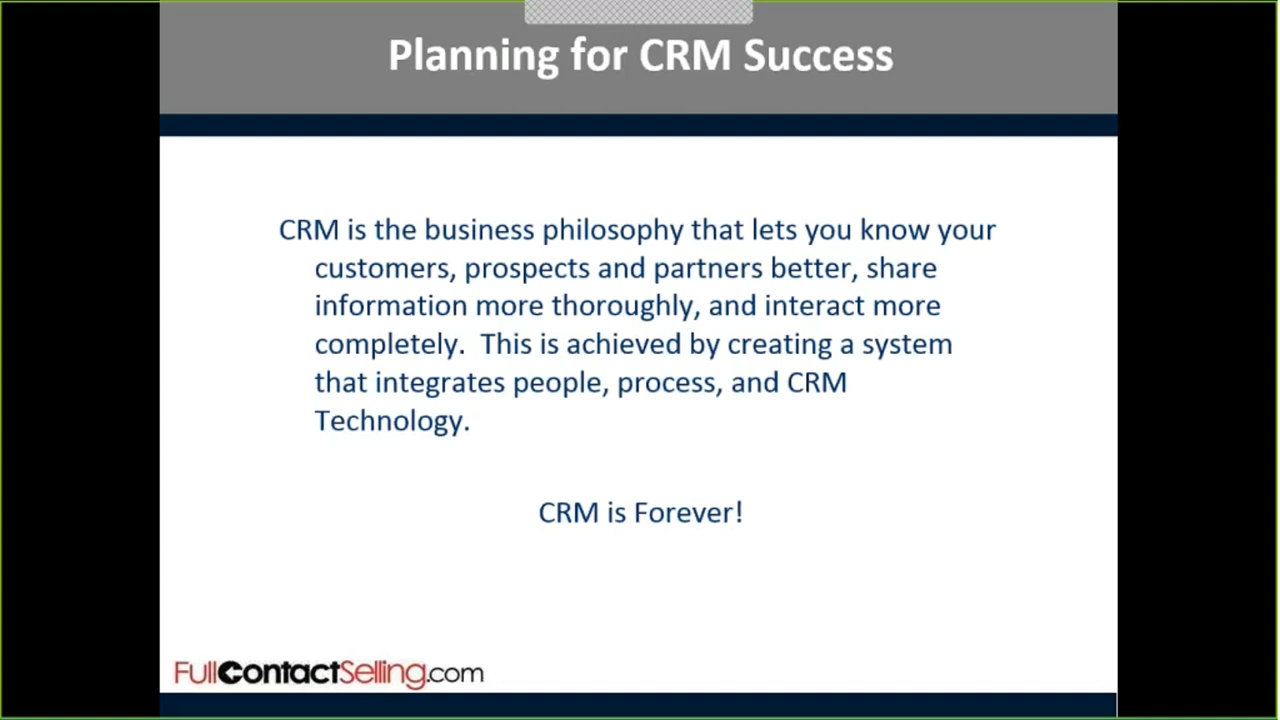 Planning for CRM Success
CRM is the business philosophy that lets you know your
customers, prospects and partners better, share
information more thoroughly, and interact more
completely.  This is achieved by creating a system
that integrates people, process, and CRM
Technology.
CRM is Forever!
FullContactSelling.com